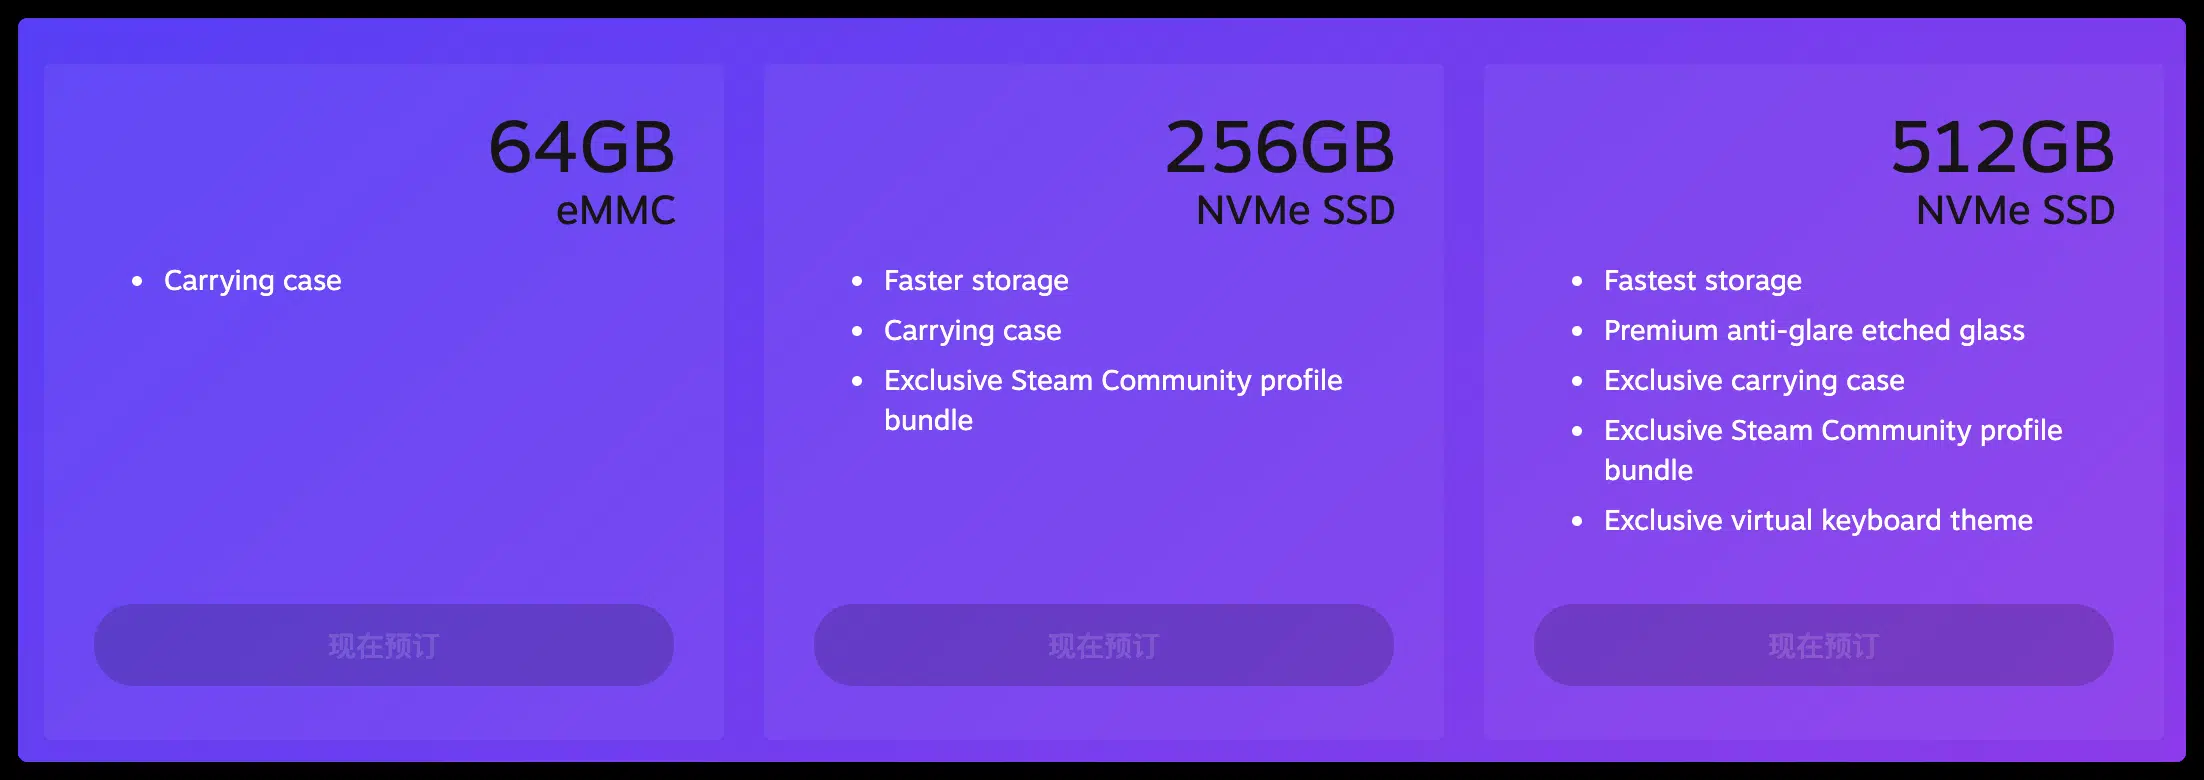 64GB
eMMC
Carrying case
现在预订
256GB
NVMe SSD
Faster storage
Carrying case
Exclusive Steam Community profile
bundle
现在预订
512GB
NVMe SSD
Fastest storage
Premium anti-glare etched glass
Exclusive carrying case
Exclusive Steam Community profile
bundle
Exclusive virtual keyboard theme
现在预订